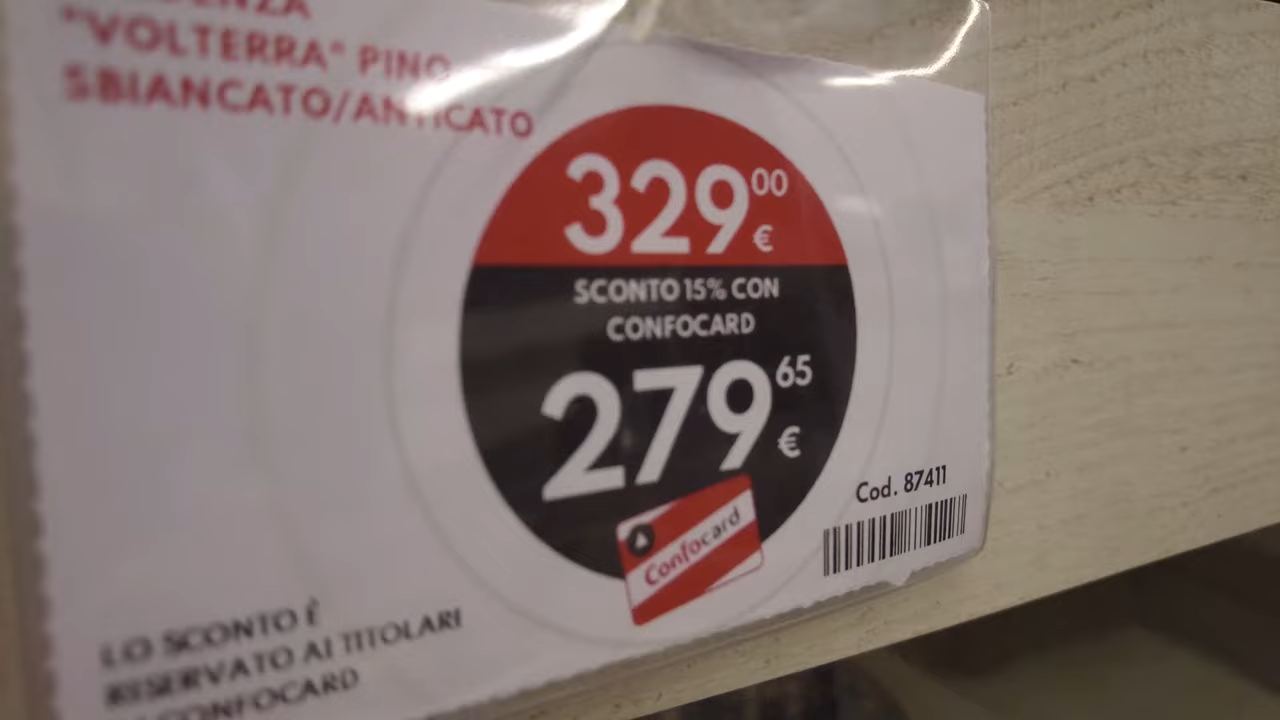 "VOLTERRA" PINO
SBIANCATO/ANTICATO
329,00 €
SCONTO 15% CON
CONFOCARD
279,65 €
Confocard
Cod. 87411
LO SCONTO È
RISERVATO AI TITOLARI
CONFOCARD